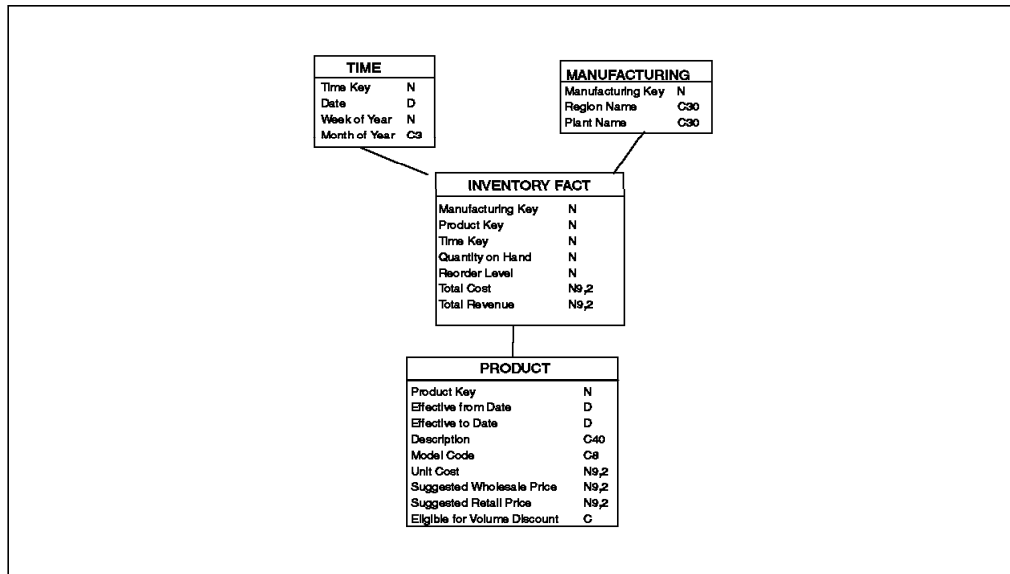 TIME
Time Key N
Date D
Week of Year N
Month of Year C3
MANUFACTURING
Manufacturing Key N
Region Name C30
Plant Name C30
INVENTORY FACT
Manufacturing Key N
Product Key N
Time Key N
Quantity on Hand N
Reorder Level N
Total Cost N9,2
Total Revenue N9,2
PRODUCT
Product Key N
Effective from Date D
Effective to Date D
Description C40
Model Code C8
Unit Cost N9,2
Suggested Wholesale Price N9,2
Suggested Retail Price N9,2
Eligible for Volume Discount C